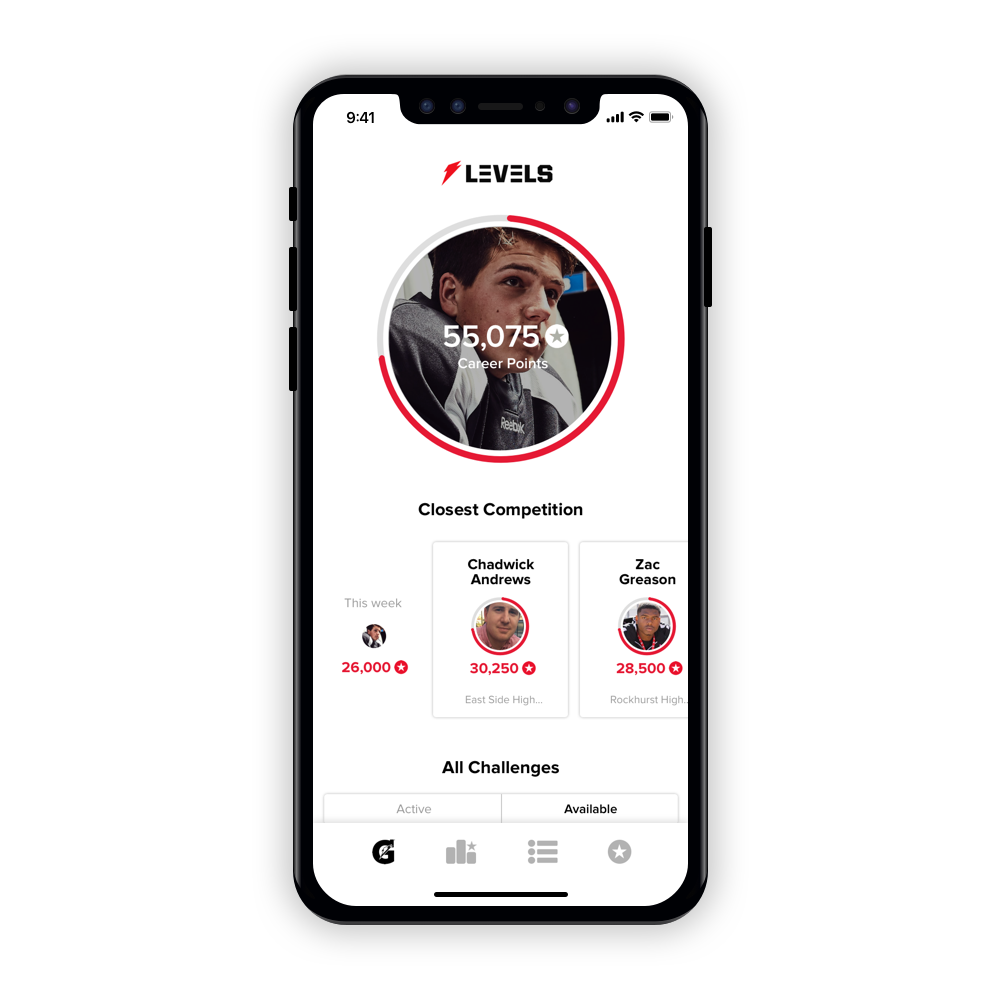 9:41
LEVELS
55,075
Career Points
Reebok
Closest Competition
This week
26,000
Chadwick
Andrews
30,250
East Side High...
Zac
Greason
28,500
Rockhurst High..
All Challenges
Active
Available
G